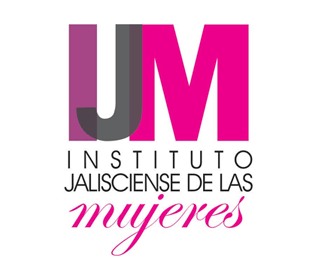 IJM
INSTITUTO
JALISCIENSE DE LAS
mujeres